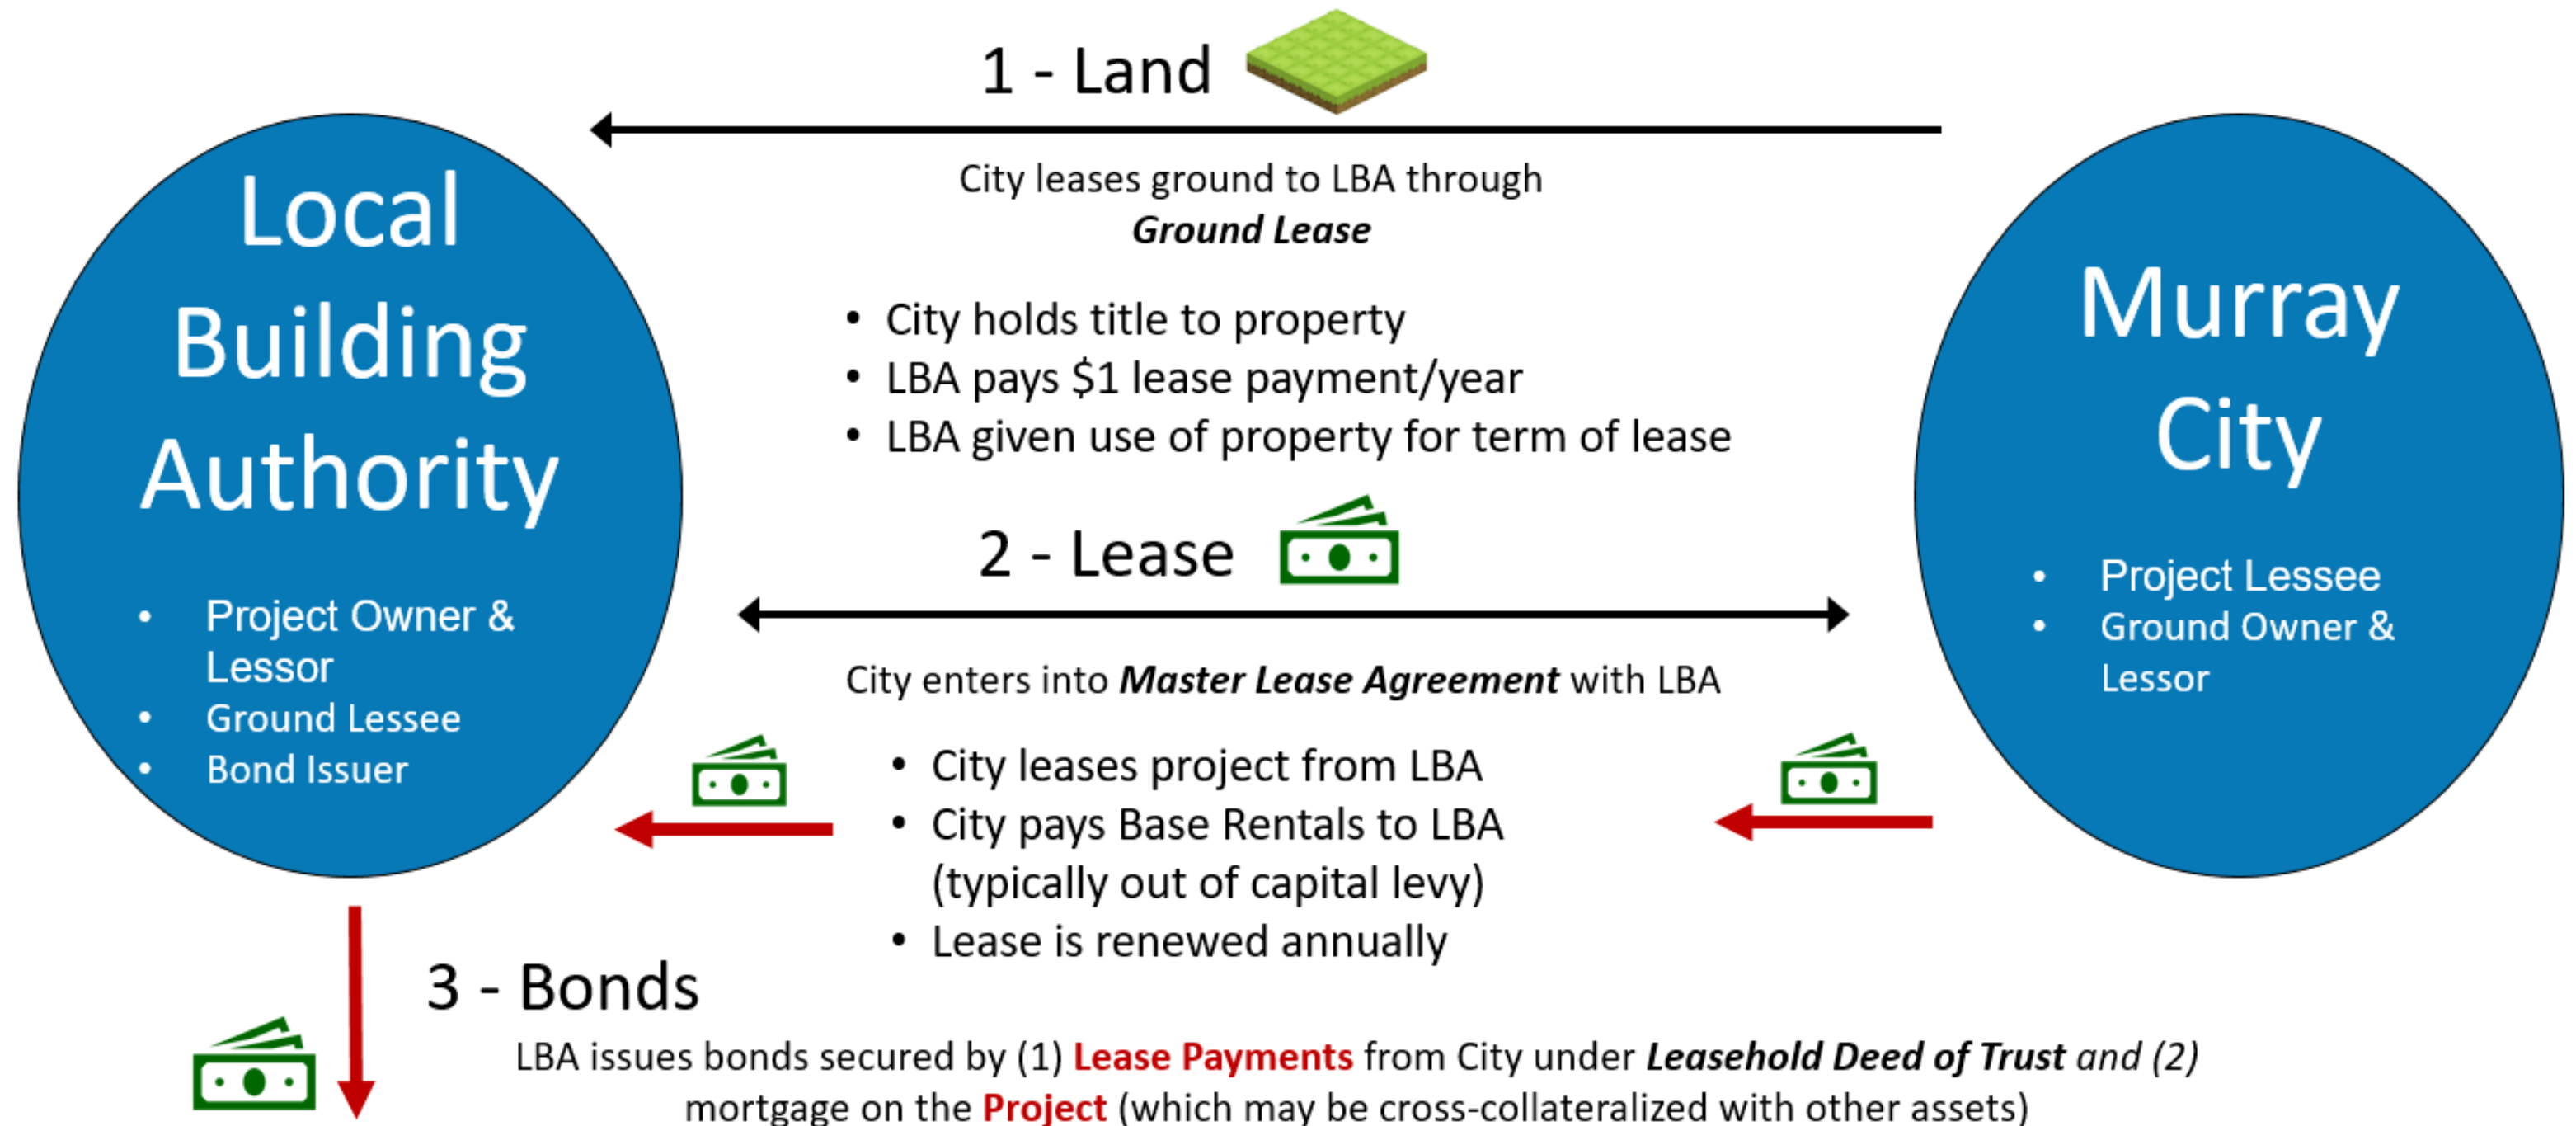 1 - Land
City leases ground to LBA through
Ground Lease
• City holds title to property
• LBA pays $1 lease payment/year
• LBA given use of property for term of lease
Local
Building
Authority
• Project Owner &
Lessor
• Ground Lessee
• Bond Issuer
Murray
City
• Project Lessee
• Ground Owner &
Lessor
2 - Lease
City enters into Master Lease Agreement with LBA
• City leases project from LBA
• City pays Base Rentals to LBA
(typically out of capital levy)
• Lease is renewed annually
3 - Bonds
LBA issues bonds secured by (1) Lease Payments from City under Leasehold Deed of Trust and (2)
mortgage on the Project (which may be cross-collateralized with other assets)